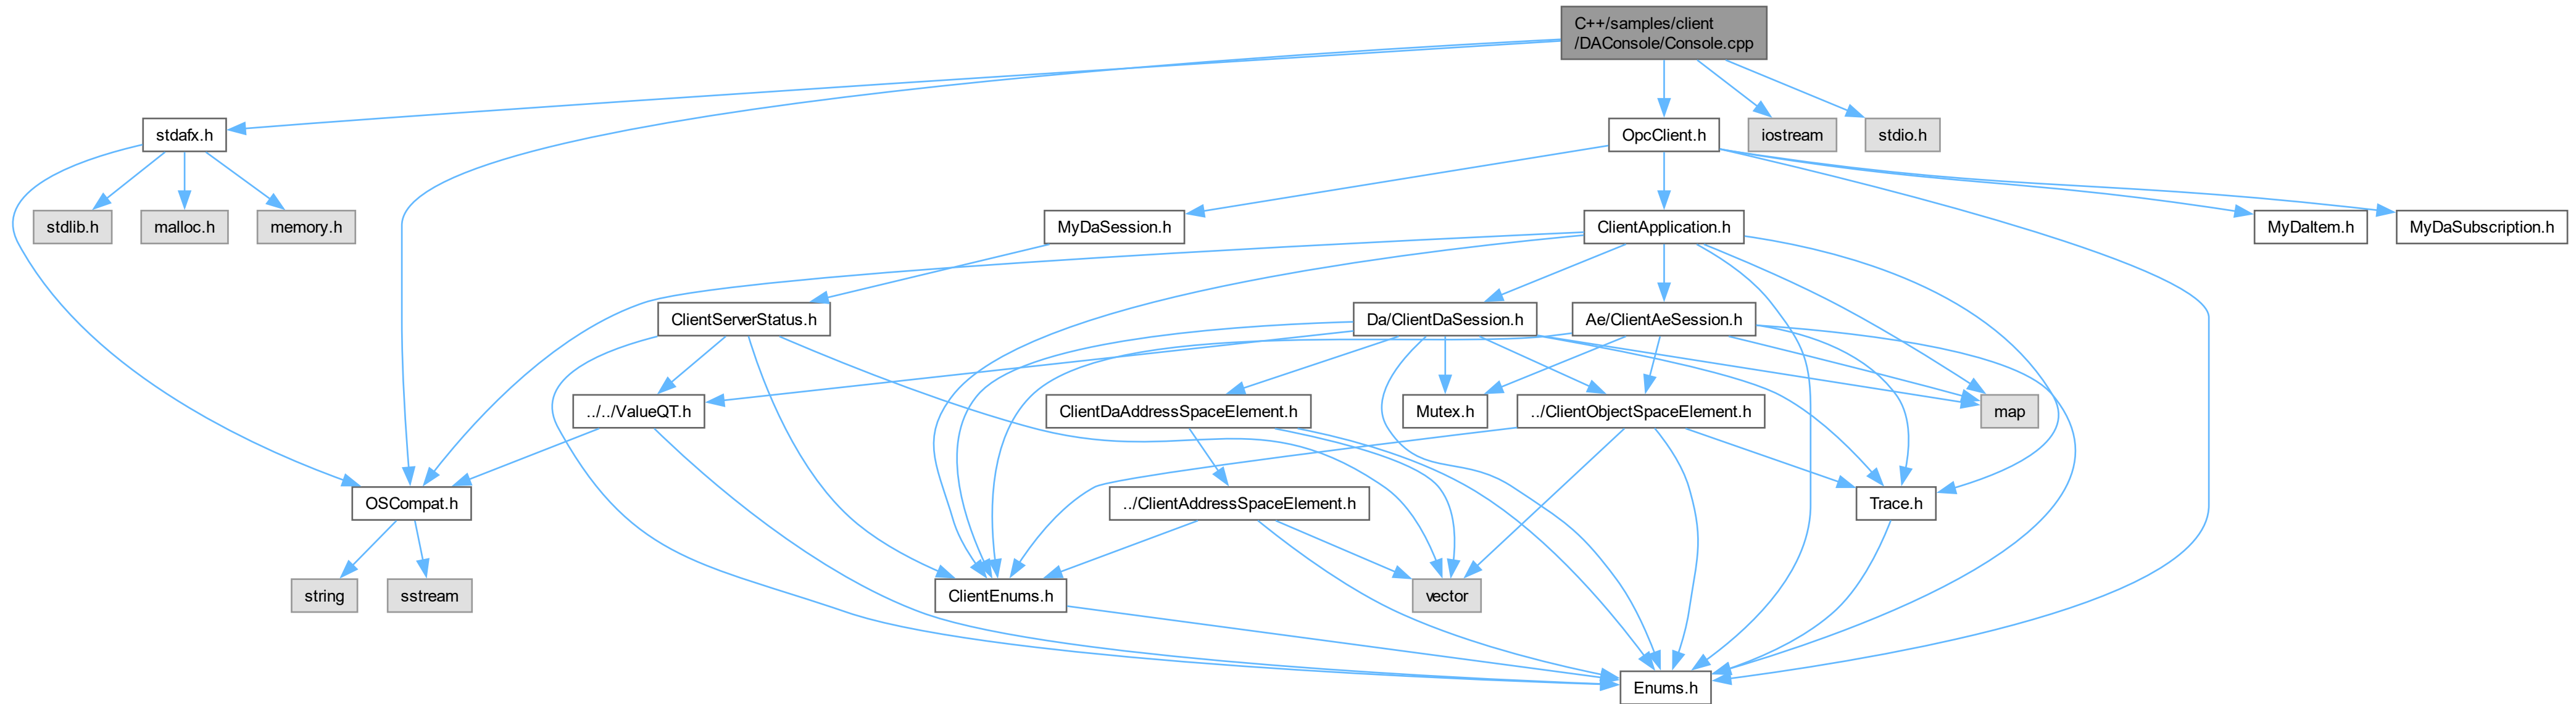 C++/samples/client
/DAConsole/Console.cpp
stdafx.h
OpcClient.h
iostream
stdio.h
stdlib.h
malloc.h
memory.h
MyDaSession.h
ClientApplication.h
MyDaItem.h
MyDaSubscription.h
ClientServerStatus.h
Da/ClientDaSession.h
Ae/ClientAeSession.h
../../ValueQT.h
ClientDaAddressSpaceElement.h
Mutex.h
../ClientObjectSpaceElement.h
map
OSCompat.h
../ClientAddressSpaceElement.h
Trace.h
string
sstream
ClientEnums.h
vector
Enums.h